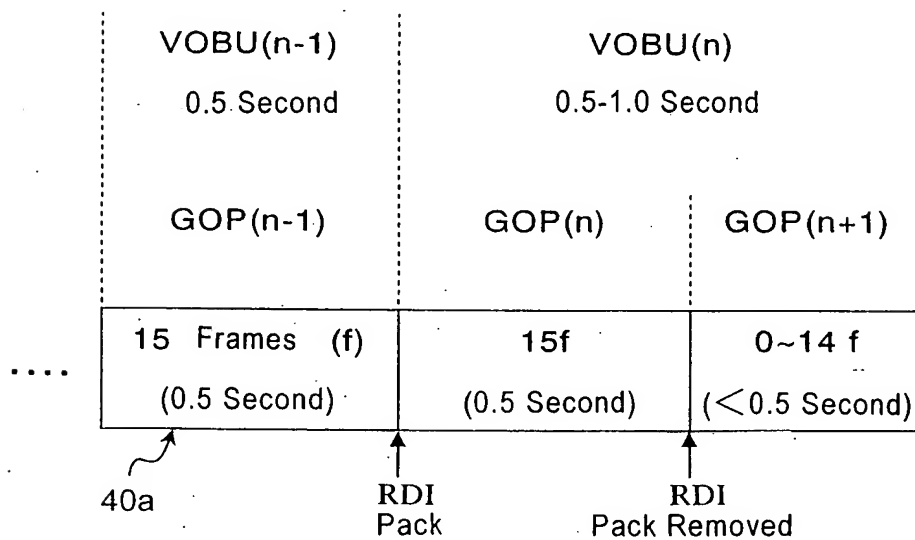 VOBU(n-1) VOBU(n)
0.5 Second 0.5-1.0 Second
GOP(n-1) GOP(n) GOP(n+1)
15 Frames (f) 15f 0~14 f
.... (0.5 Second) (0.5 Second) (<0.5 Second)
40a RDI Pack RDI Pack Removed